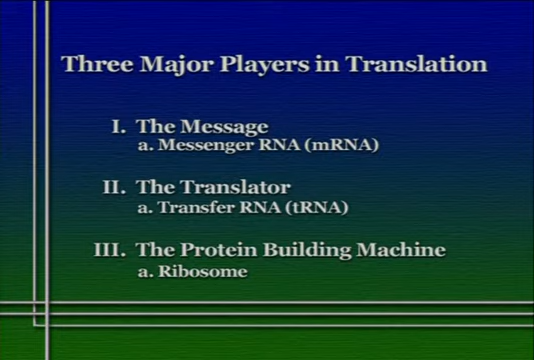 Three Major Players in Translation
I. The Message
a. Messenger RNA (mRNA)
II. The Translator
a. Transfer RNA (tRNA)
III. The Protein Building Machine
a. Ribosome